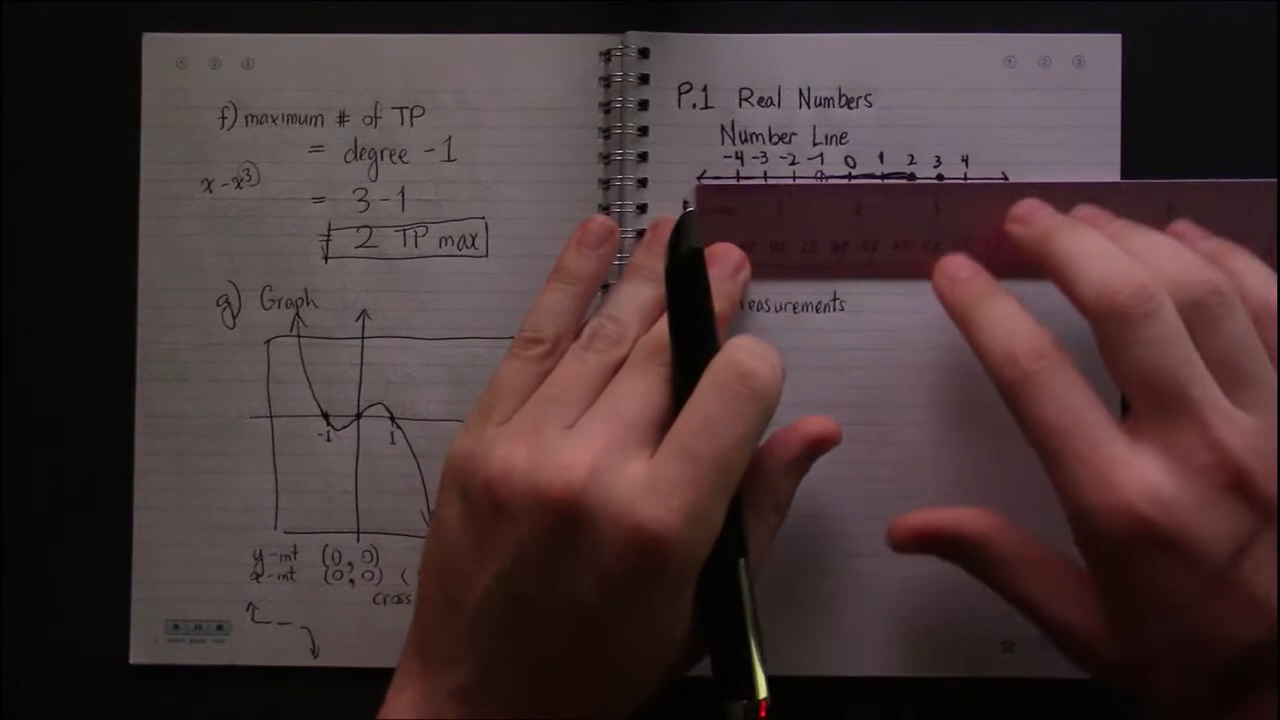 f) maximum # of TP
= degree -1
x - x³
= 3-1
= 2 TP max
g) Graph
-1 1
y-int (0,0)
x-int (0,0) (
cross
P.1 Real Numbers
Number Line
-4 -3 -2 -1 0 1 2 3 4
easurements